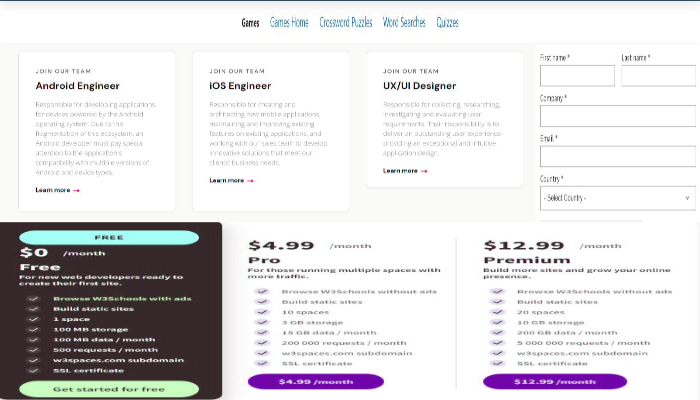 Games Games Home Crossword Puzzles Word Searches Quizzes
JOIN OUR TEAM
Android Engineer
Responsible for developing applications
for devices powered by the Android
operating system. Due to the
fragmentation of this ecosystem, an
Android developer must pay special
attention to the application's
compatibility with multiple versions of
Android and device types.
Learn more →
JOIN OUR TEAM
iOS Engineer
Responsible for creating and
architecting new mobile applications,
maintaining and improving existing
features on existing applications, and
working with our sales team to develop
innovative solutions that meet our
clients' business needs.
Learn more →
JOIN OUR TEAM
UX/UI Designer
Responsible for collecting, researching,
investigating and evaluating user
requirements. Their responsibility is to
deliver an outstanding user experience
providing an exceptional and intuitive
application design.
Learn more →
First name *
Last name *
Company *
Email *
Country *
- Select Country -
FREE
$0 /month
Free
For new web developers ready to
create their first site.
Browse W3Schools with ads
Build static sites
1 space
100 MB storage
100 MB data / month
500 requests / month
w3spaces.com subdomain
SSL certificate
Get started for free
$4.99 /month
Pro
For those running multiple spaces with
more traffic.
Browse W3Schools without ads
Build static sites
10 spaces
3 GB storage
15 GB data / month
200 000 requests / month
w3spaces.com subdomain
SSL certificate
$4.99 /month
$12.99 /month
Premium
Build more sites and grow your online
presence.
Browse W3Schools without ads
Build static sites
20 spaces
10 GB storage
200 GB data / month
5 000 000 requests / month
w3spaces.com subdomain
SSL certificate
$12.99 /month